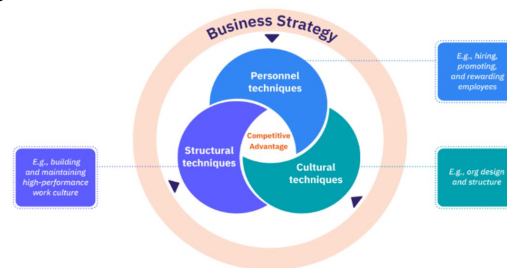 Business Strategy
Personnel
techniques
E.g., hiring,
promoting,
and rewarding
employees
Competitive
Advantage
Structural
techniques
Cultural
techniques
E.g., building
and maintaining
high-performance
work culture
E.g., org design
and structure